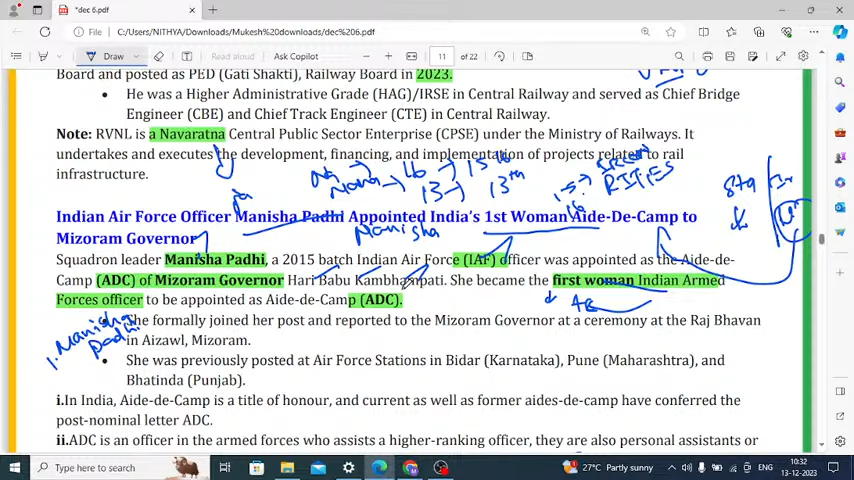 *dec 6.pdf
File | C:/Users/NITHYA/Downloads/Mukesh%20downloads/dec%206.pdf
Draw
Read aloud
Ask Copilot
11 of 22
Board and posted as PED (Gati Shakti), Railway Board in 2023.
• He was a Higher Administrative Grade (HAG)/IRSE in Central Railway and served as Chief Bridge
Engineer (CBE) and Chief Track Engineer (CTE) in Central Railway.
Note: RVNL is a Navaratna Central Public Sector Enterprise (CPSE) under the Ministry of Railways. It
undertakes and executes the development, financing, and implementation of projects related to rail
infrastructure.
Na → 16 → 15
Nava → 13 → 13th
IRCON
RITES
Indian Air Force Officer Manisha Padhi Appointed India's 1st Woman Aide-De-Camp to
Mizoram Governor
Manisha
Squadron leader Manisha Padhi, a 2015 batch Indian Air Force (IAF) officer was appointed as the Aide-de-
Camp (ADC) of Mizoram Governor Hari Babu Kambhampati. She became the first woman Indian Armed
Forces officer to be appointed as Aide-de-Camp (ADC).
• She formally joined her post and reported to the Mizoram Governor at a ceremony at the Raj Bhavan
in Aizawl, Mizoram.
1. Manisha
padhi
• She was previously posted at Air Force Stations in Bidar (Karnataka), Pune (Maharashtra), and
Bhatinda (Punjab).
i.In India, Aide-de-Camp is a title of honour, and current as well as former aides-de-camp have conferred the
post-nominal letter ADC.
ii.ADC is an officer in the armed forces who assists a higher-ranking officer, they are also personal assistants or
Type here to search
27°C Partly sunny
ENG
10:32
13-12-2023